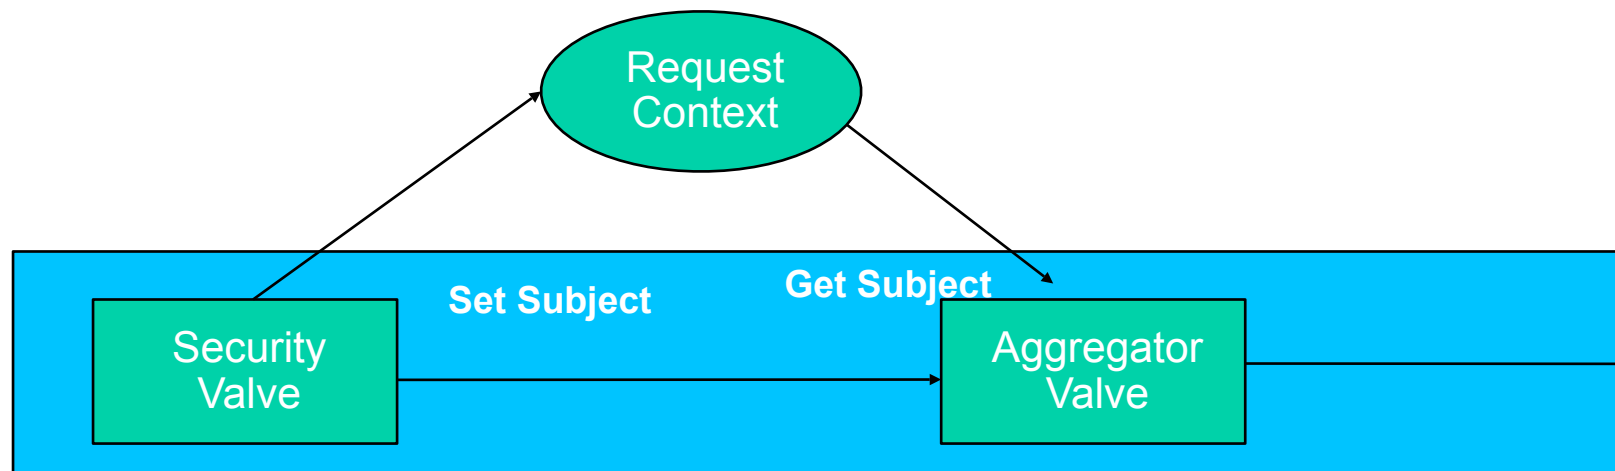 Request
Context
Set Subject
Get Subject
Security
Valve
Aggregator
Valve